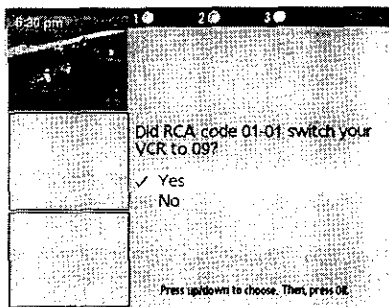 6:30 pm
1 2 3
Did RCA code 01-01 switch your
VCR to 09?
✓ Yes
No
Press up/down to choose. Then, press OK.